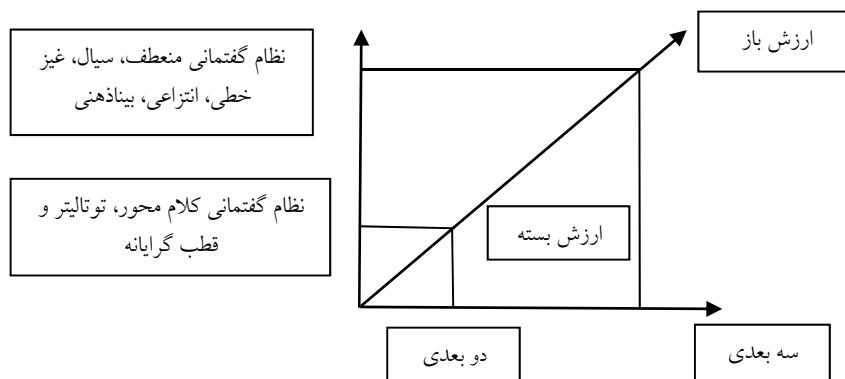 ارزش باز
نظام گفتمانی منعطف، سیال، غیز
خطی، انتزاعی، بیناذهنی
نظام گفتمانی کلام محور، توتالیتر و
قطب گرایانه
ارزش بسته
سه بعدی
دو بعدی